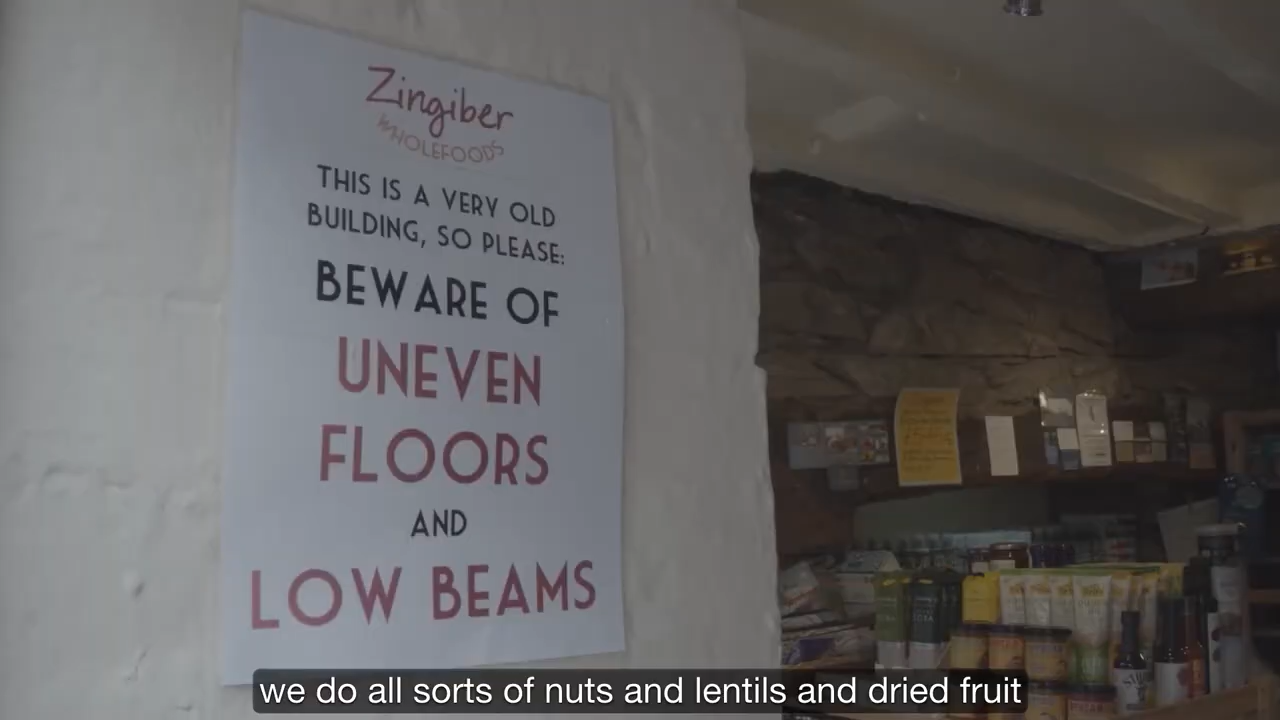 Zingiber
WHOLEFOODS
THIS IS A VERY OLD
BUILDING, SO PLEASE:
BEWARE OF
UNEVEN
FLOORS
AND
LOW BEAMS
we do all sorts of nuts and lentils and dried fruit